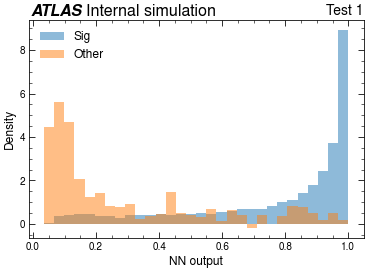 ATLAS Internal simulation Test 1
Sig
Other
Density
8
6
4
2
0
0.0 0.2 0.4 0.6 0.8 1.0
NN output